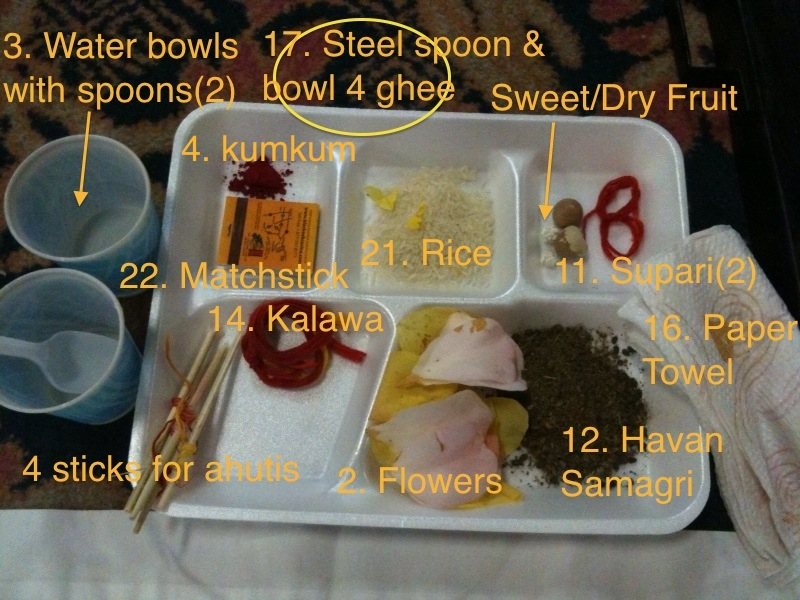 3. Water bowls
with spoons(2)
17. Steel spoon &
bowl 4 ghee
Sweet/Dry Fruit
4. kumkum
21. Rice
11. Supari(2)
22. Matchstick
14. Kalawa
16. Paper
Towel
12. Havan
Samagri
4 sticks for ahutis
2. Flowers